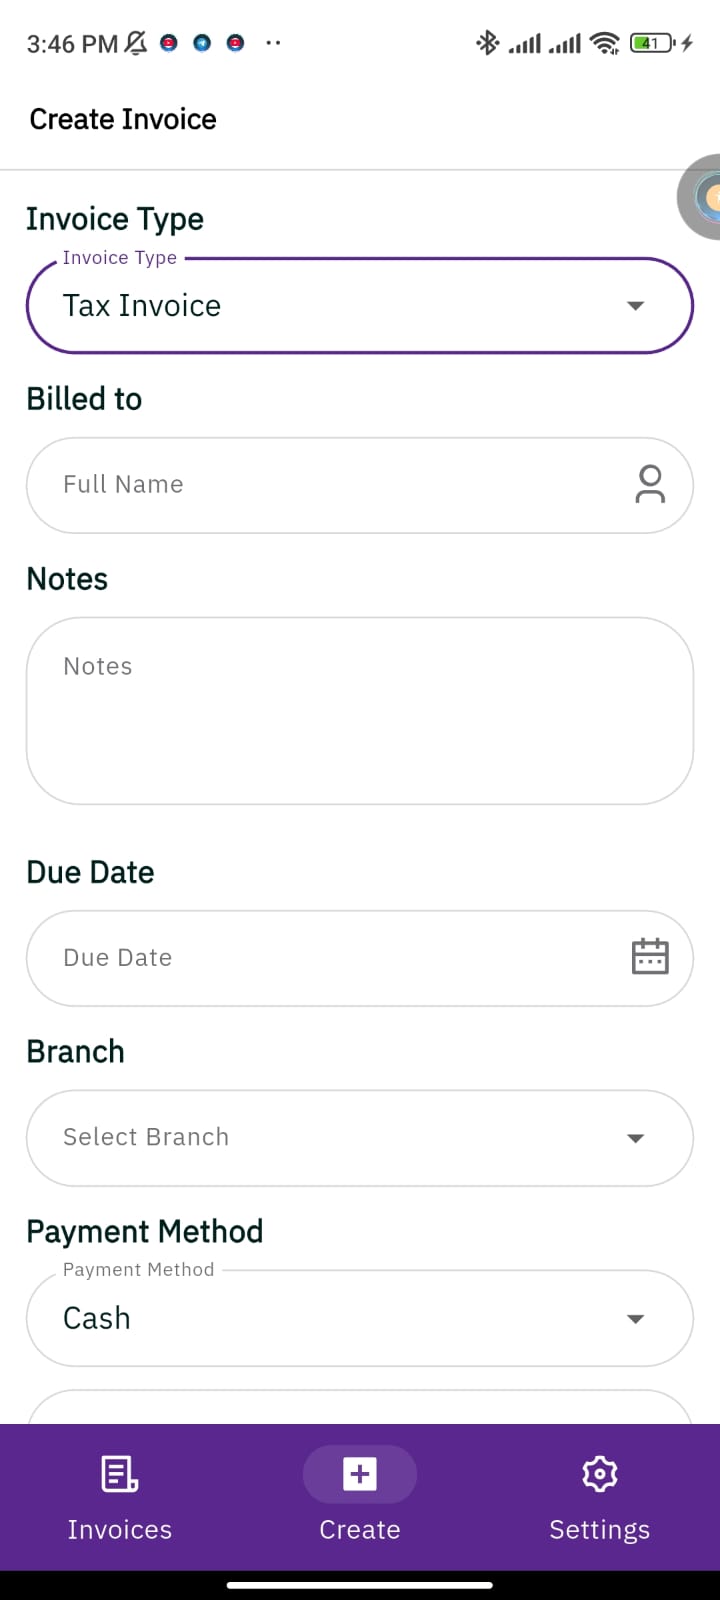 3:46 PM
41
Create Invoice
Invoice Type
Invoice Type
Tax Invoice
Billed to
Full Name
Notes
Notes
Due Date
Due Date
Branch
Select Branch
Payment Method
Payment Method
Cash
Invoices
Create
Settings